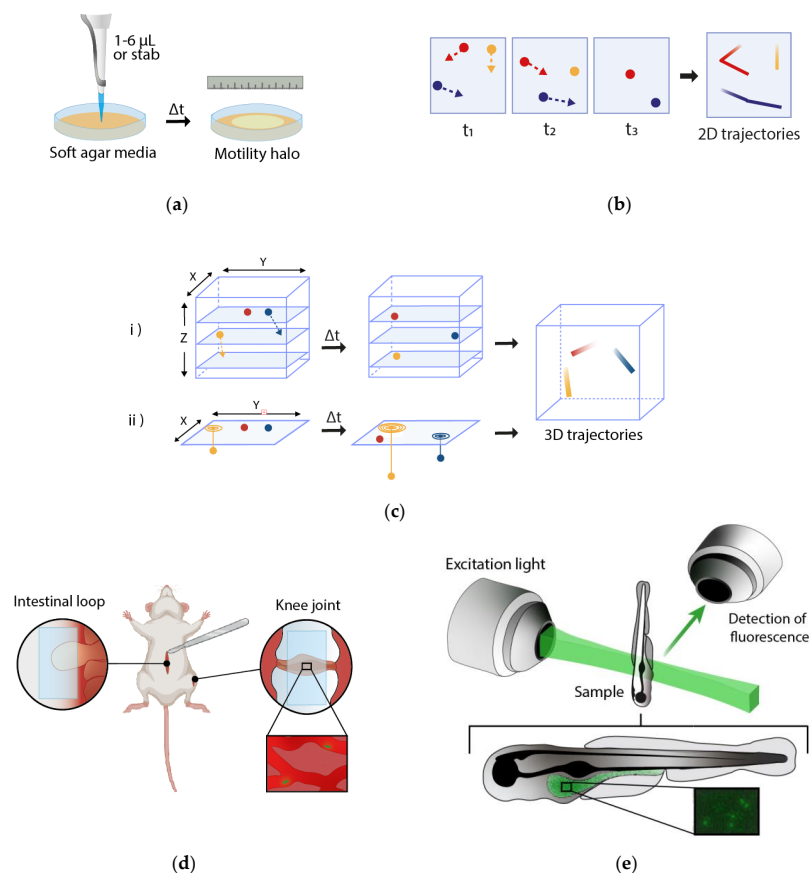 1-6 µL
or stab
Δt
Soft agar media
Motility halo
(a)
t1
t2
t3
2D trajectories
(b)
i )
X
Y
Z
Δt
ii )
X
Y
Δt
3D trajectories
(c)
Intestinal loop
Knee joint
(d)
Excitation light
Detection of
fluorescence
Sample
(e)